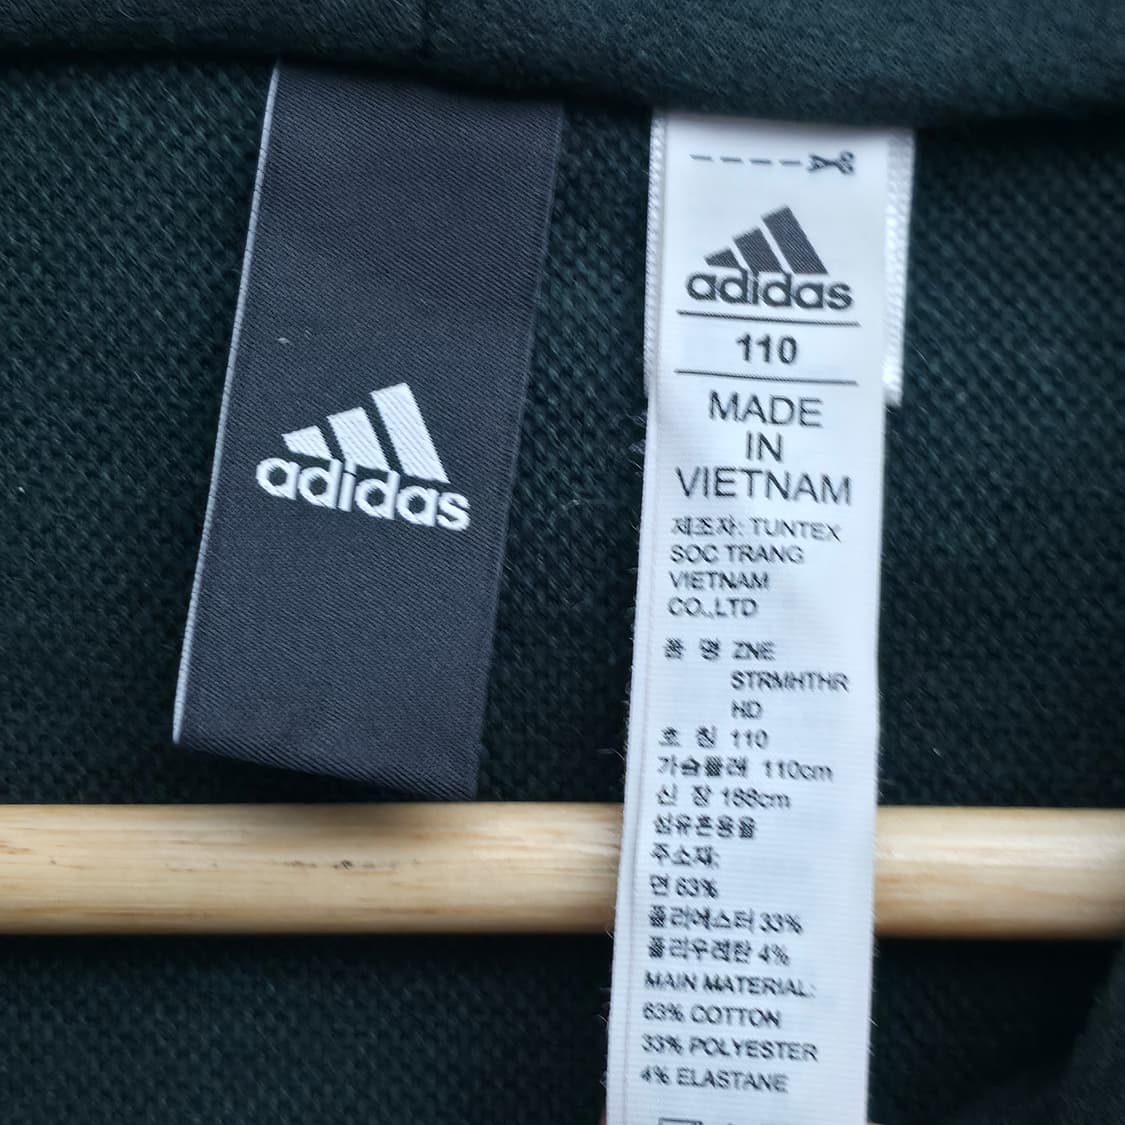 adidas
adidas
110
MADE
IN
VIETNAM
제조자: TUNTEX
SOC TRANG
VIETNAM
CO.,LTD
품 명 ZNE
STRMHTHR
HD
호 칭 110
가슴둘레 110cm
신 장 188cm
섬유혼용율
주소재:
면 63%
폴리에스터 33%
폴리우레탄 4%
MAIN MATERIAL:
63% COTTON
33% POLYESTER
4% ELASTANE